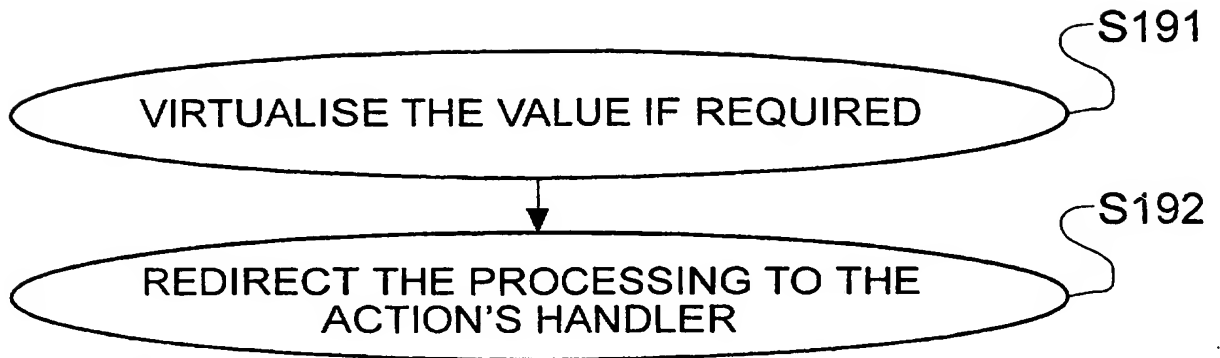 S191
VIRTUALISE THE VALUE IF REQUIRED
S192
REDIRECT THE PROCESSING TO THE
ACTION'S HANDLER